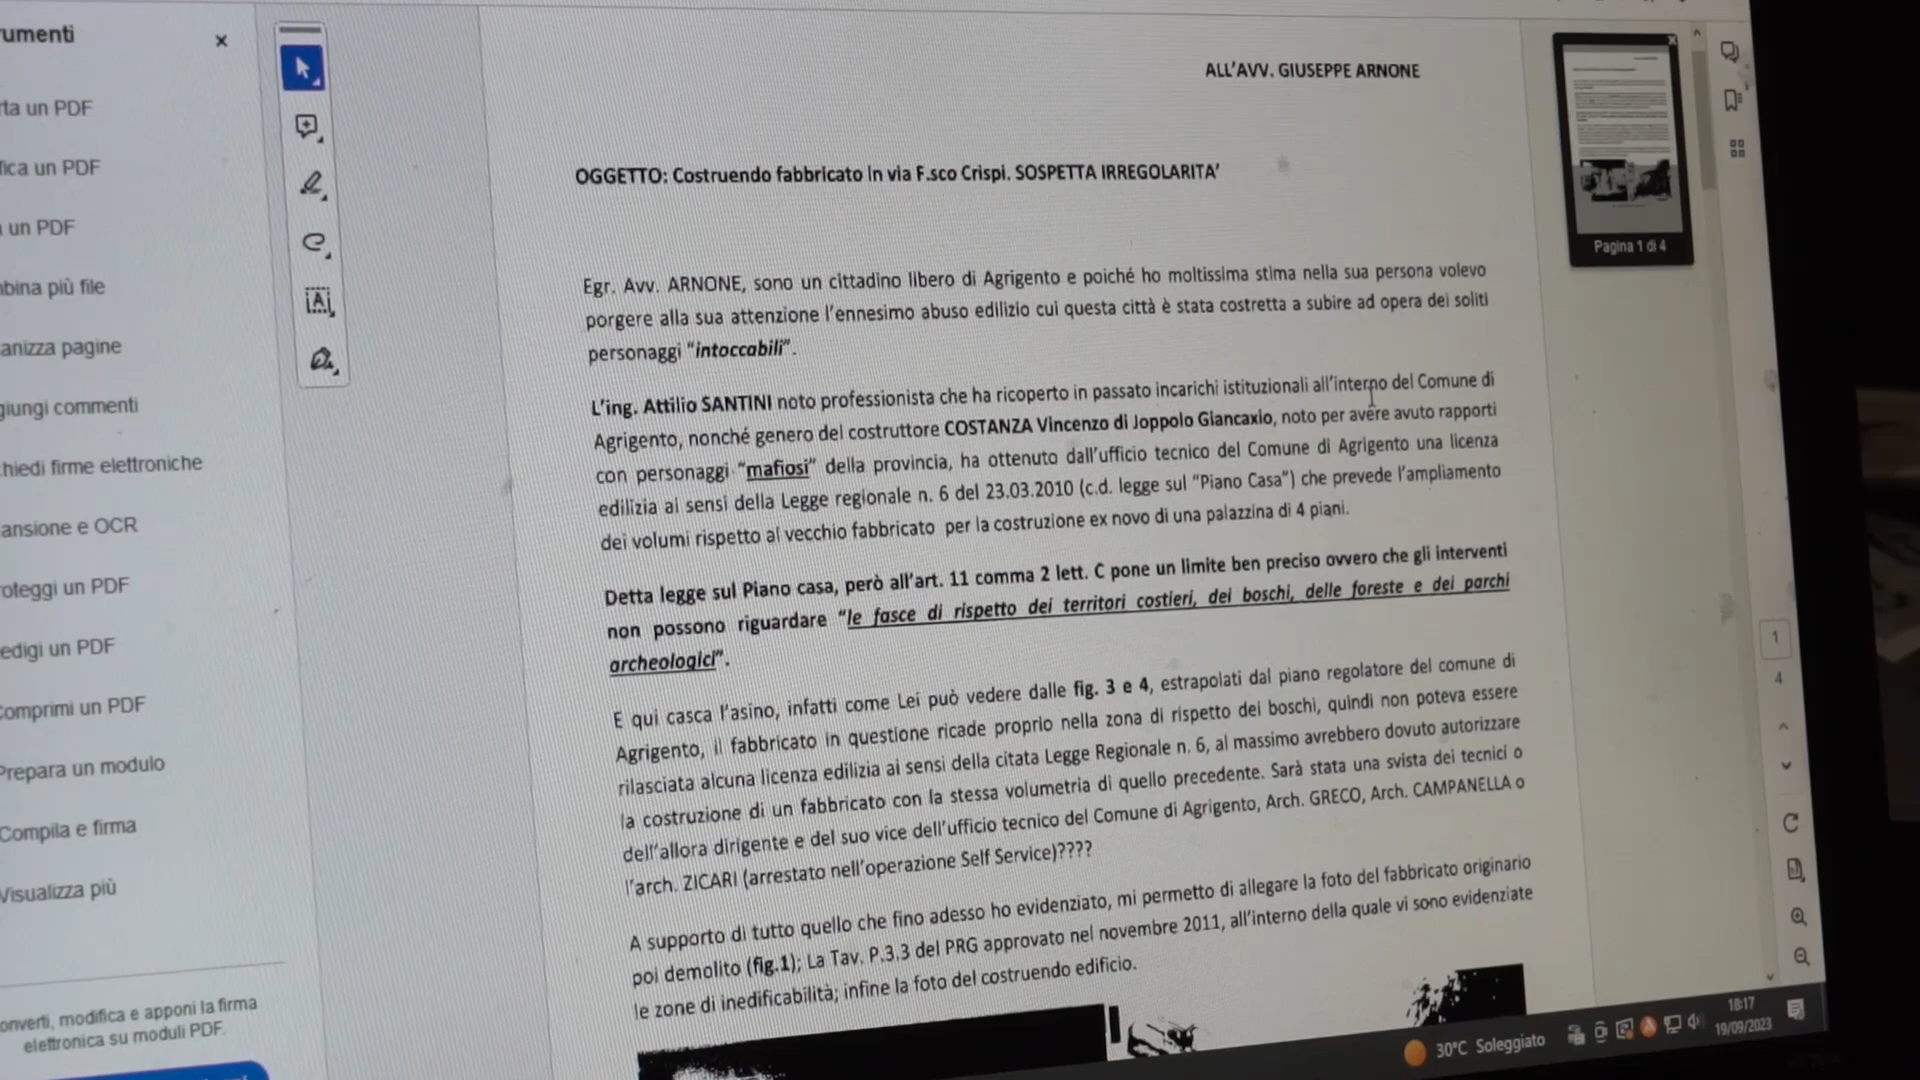 rumenti
rta un PDF
fica un PDF
un PDF
bina più file
anizza pagine
giungi commenti
hiedi firme elettroniche
ansione e OCR
roteggi un PDF
edigi un PDF
Comprimi un PDF
Prepara un modulo
Compila e firma
Visualizza più
onverti, modifica e apponi la firma
elettronica su moduli PDF.
ALL'AVV. GIUSEPPE ARNONE
OGGETTO: Costruendo fabbricato in via F.sco Crispi. SOSPETTA IRREGOLARITA'
Egr. Avv. ARNONE, sono un cittadino libero di Agrigento e poiché ho moltissima stima nella sua persona volevo
porgere alla sua attenzione l'ennesimo abuso edilizio cui questa città è stata costretta a subire ad opera dei soliti
personaggi "intoccabili".
L'ing. Attilio SANTINI noto professionista che ha ricoperto in passato incarichi istituzionali all'interno del Comune di
Agrigento, nonché genero del costruttore COSTANZA Vincenzo di Joppolo Giancaxio, noto per avere avuto rapporti
con personaggi "mafiosi" della provincia, ha ottenuto dall'ufficio tecnico del Comune di Agrigento una licenza
edilizia ai sensi della Legge regionale n. 6 del 23.03.2010 (c.d. legge sul "Piano Casa") che prevede l'ampliamento
dei volumi rispetto al vecchio fabbricato per la costruzione ex novo di una palazzina di 4 piani.
Detta legge sul Piano casa, però all'art. 11 comma 2 lett. C pone un limite ben preciso ovvero che gli interventi
non possono riguardare "le fasce di rispetto dei territori costieri, dei boschi, delle foreste e dei parchi
archeologici".
E qui casca l'asino, infatti come Lei può vedere dalle fig. 3 e 4, estrapolati dal piano regolatore del comune di
Agrigento, il fabbricato in questione ricade proprio nella zona di rispetto dei boschi, quindi non poteva essere
rilasciata alcuna licenza edilizia ai sensi della citata Legge Regionale n. 6, al massimo avrebbero dovuto autorizzare
la costruzione di un fabbricato con la stessa volumetria di quello precedente. Sarà stata una svista dei tecnici o
dell'allora dirigente e del suo vice dell'ufficio tecnico del Comune di Agrigento, Arch. GRECO, Arch. CAMPANELLA o
l'arch. ZICARI (arrestato nell'operazione Self Service)????
A supporto di tutto quello che fino adesso ho evidenziato, mi permetto di allegare la foto del fabbricato originario
poi demolito (fig.1); La Tav. P.3.3 del PRG approvato nel novembre 2011, all'interno della quale vi sono evidenziate
le zone di inedificabilità; infine la foto del costruendo edificio.
Pagina 1 di 4
1
4
30°C Soleggiato
18:17
19/09/2023